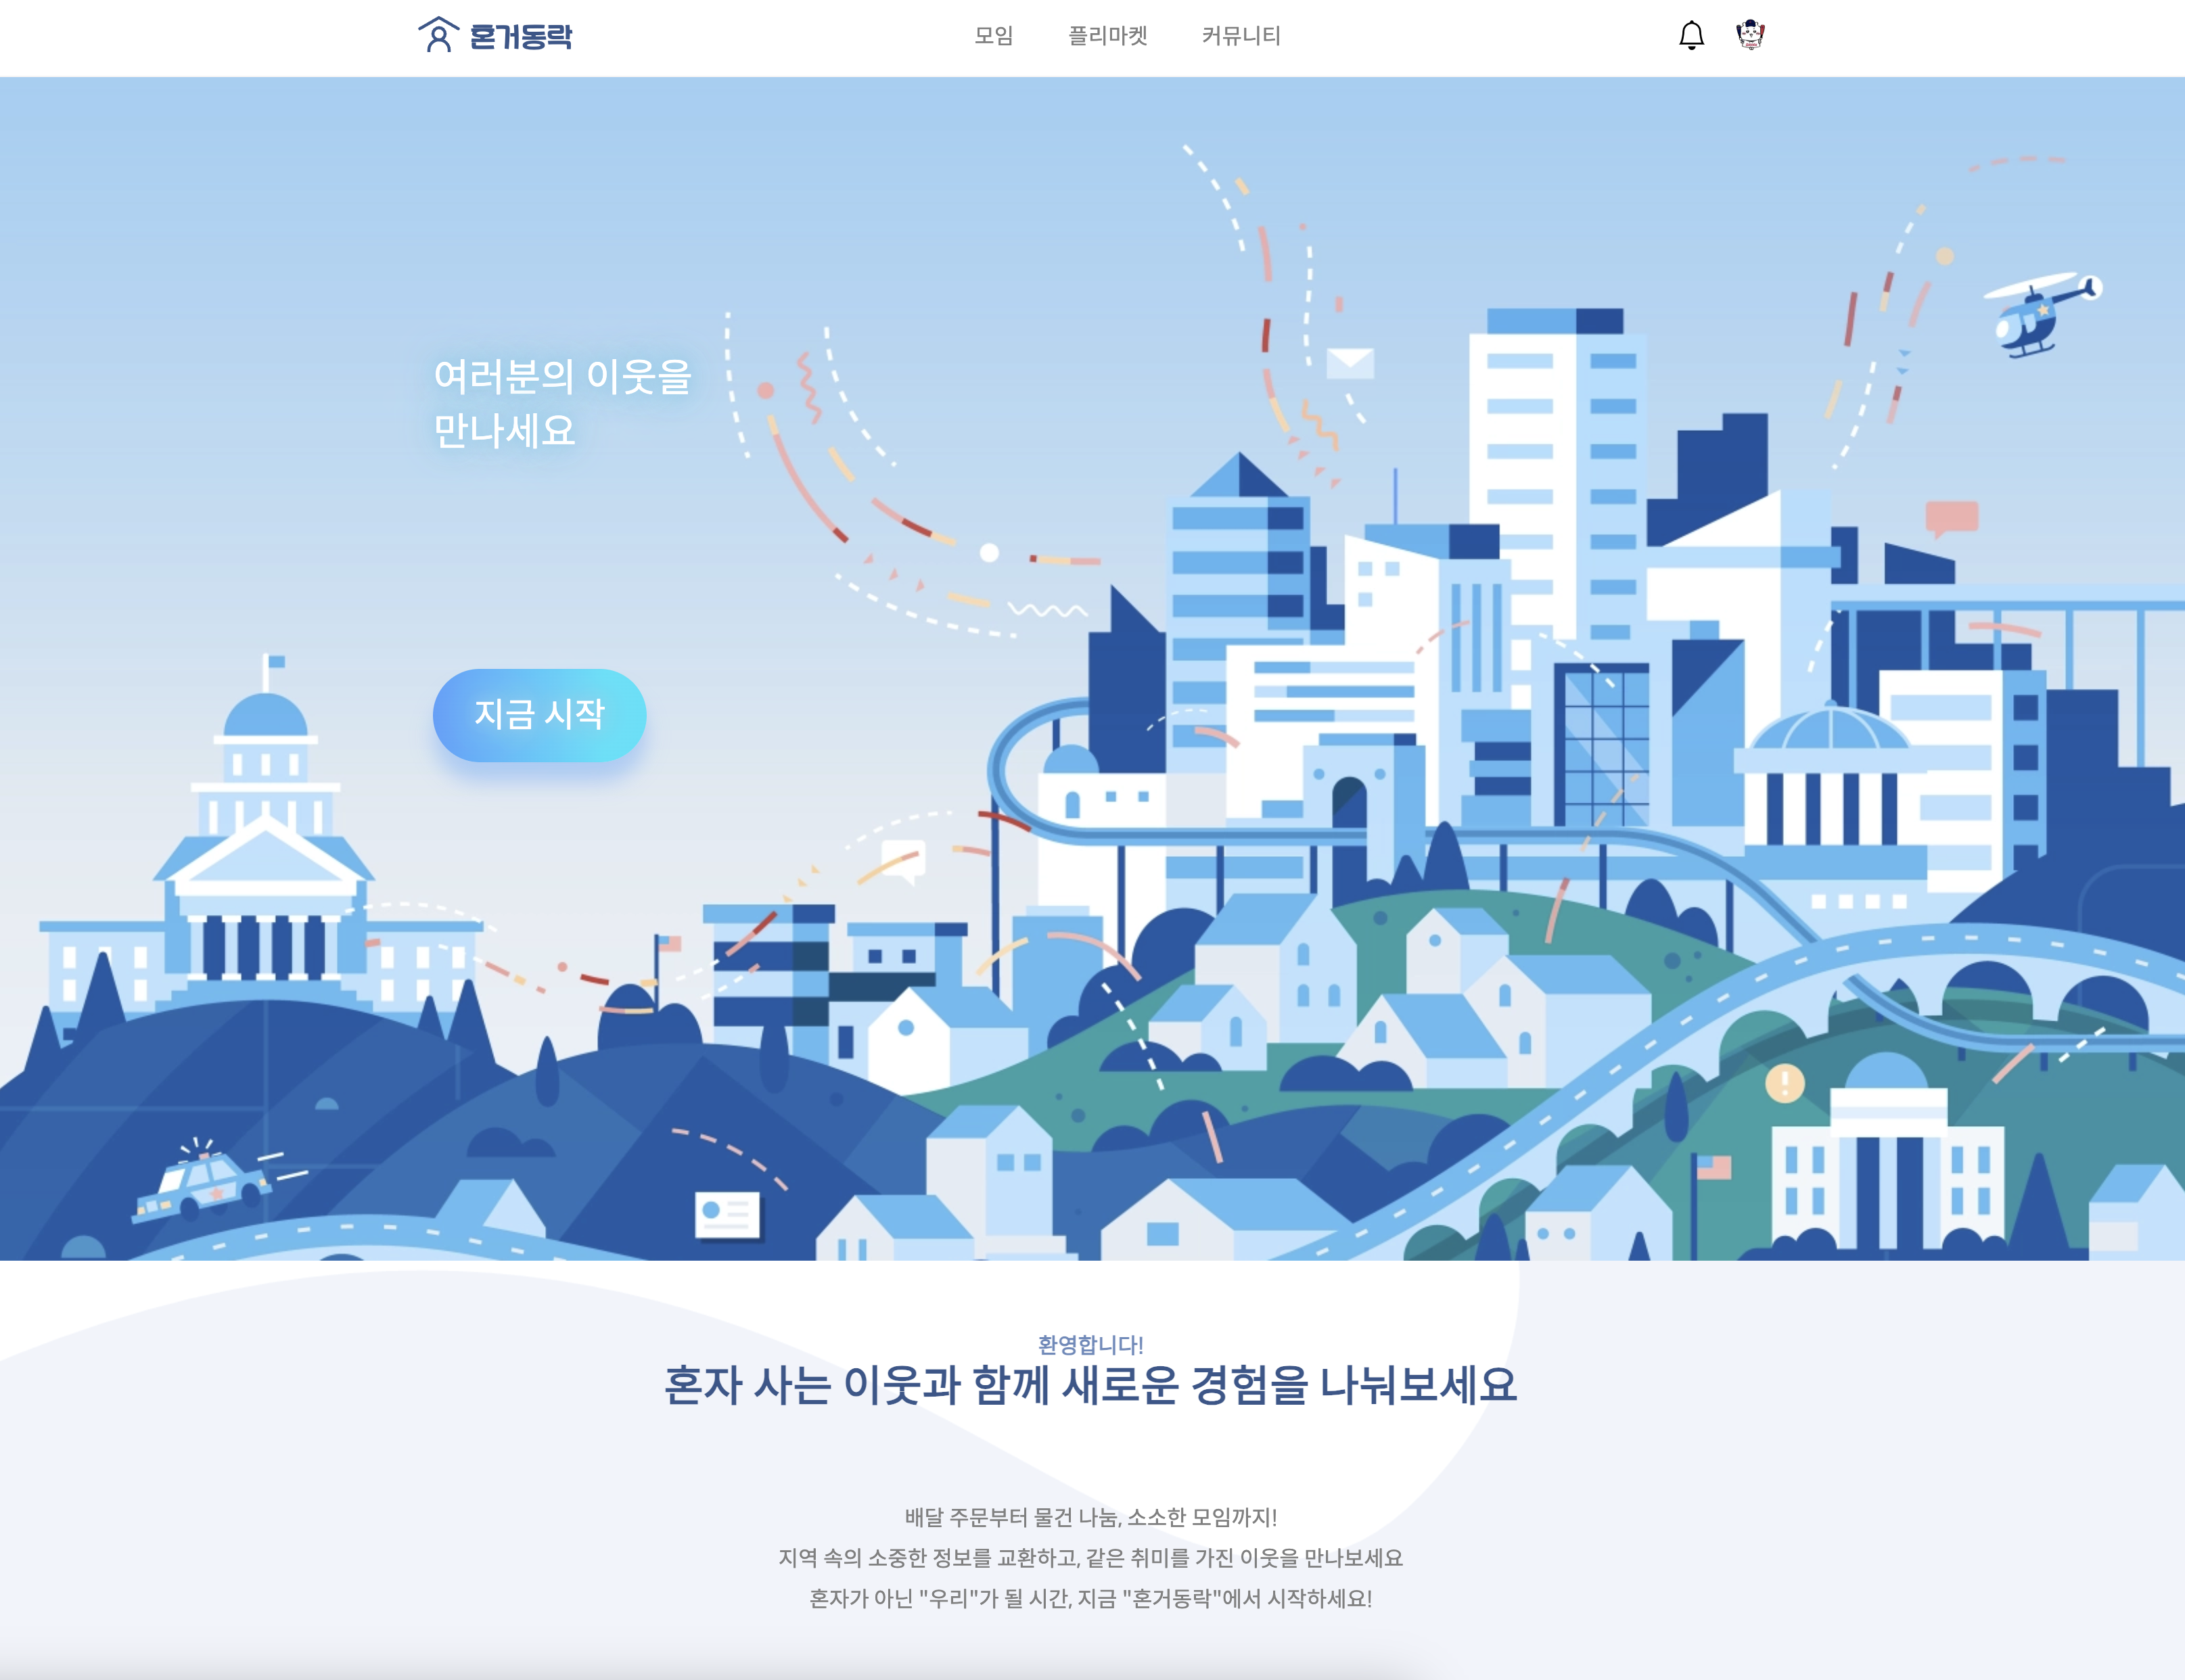 혼거동락
모임 플리마켓 커뮤니티
여러분의 이웃을
만나세요
지금 시작
환영합니다!
혼자 사는 이웃과 함께 새로운 경험을 나눠보세요
배달 주문부터 물건 나눔, 소소한 모임까지!
지역 속의 소중한 정보를 교환하고, 같은 취미를 가진 이웃을 만나보세요
혼자가 아닌 "우리"가 될 시간, 지금 "혼거동락"에서 시작하세요!